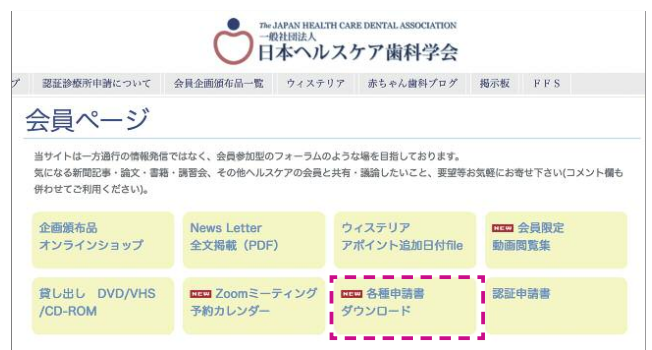 The JAPAN HEALTH CARE DENTAL ASSOCIATION
一般社団法人
日本ヘルスケア歯科学会
プ 認証診療所申請について 会員企画頒布品一覧 ウィステリア 赤ちゃん歯科ブログ 掲示板 FFS
会員ページ
当サイトは一方通行の情報発信ではなく、会員参加型のフォーラムのような場を目指しております。
気になる新聞記事・論文・書籍・講習会、その他ヘルスケアの会員と共有・議論したいこと、要望等お気軽にお寄せ下さい(コメント欄も
併わせてご利用ください)。
企画頒布品 News Letter ウィステリア NEW 会員限定
オンラインショップ 全文掲載(PDF) アポイント追加日付file 動画閲覧集
貸し出し DVD/VHS NEW Zoomミーティング NEW 各種申請書 認証申請書
/CD-ROM 予約カレンダー ダウンロード